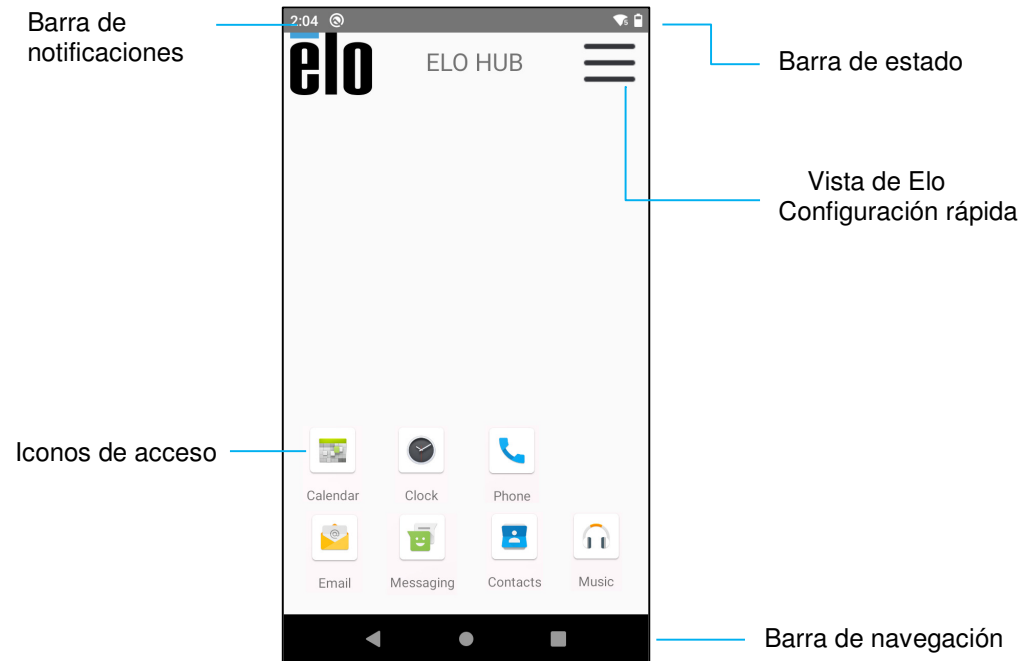 Barra de
notificaciones
2:04
elo
ELO HUB
Barra de estado
Vista de Elo
Configuración rápida
Iconos de acceso
Calendar
Clock
Phone
Email
Messaging
Contacts
Music
Barra de navegación